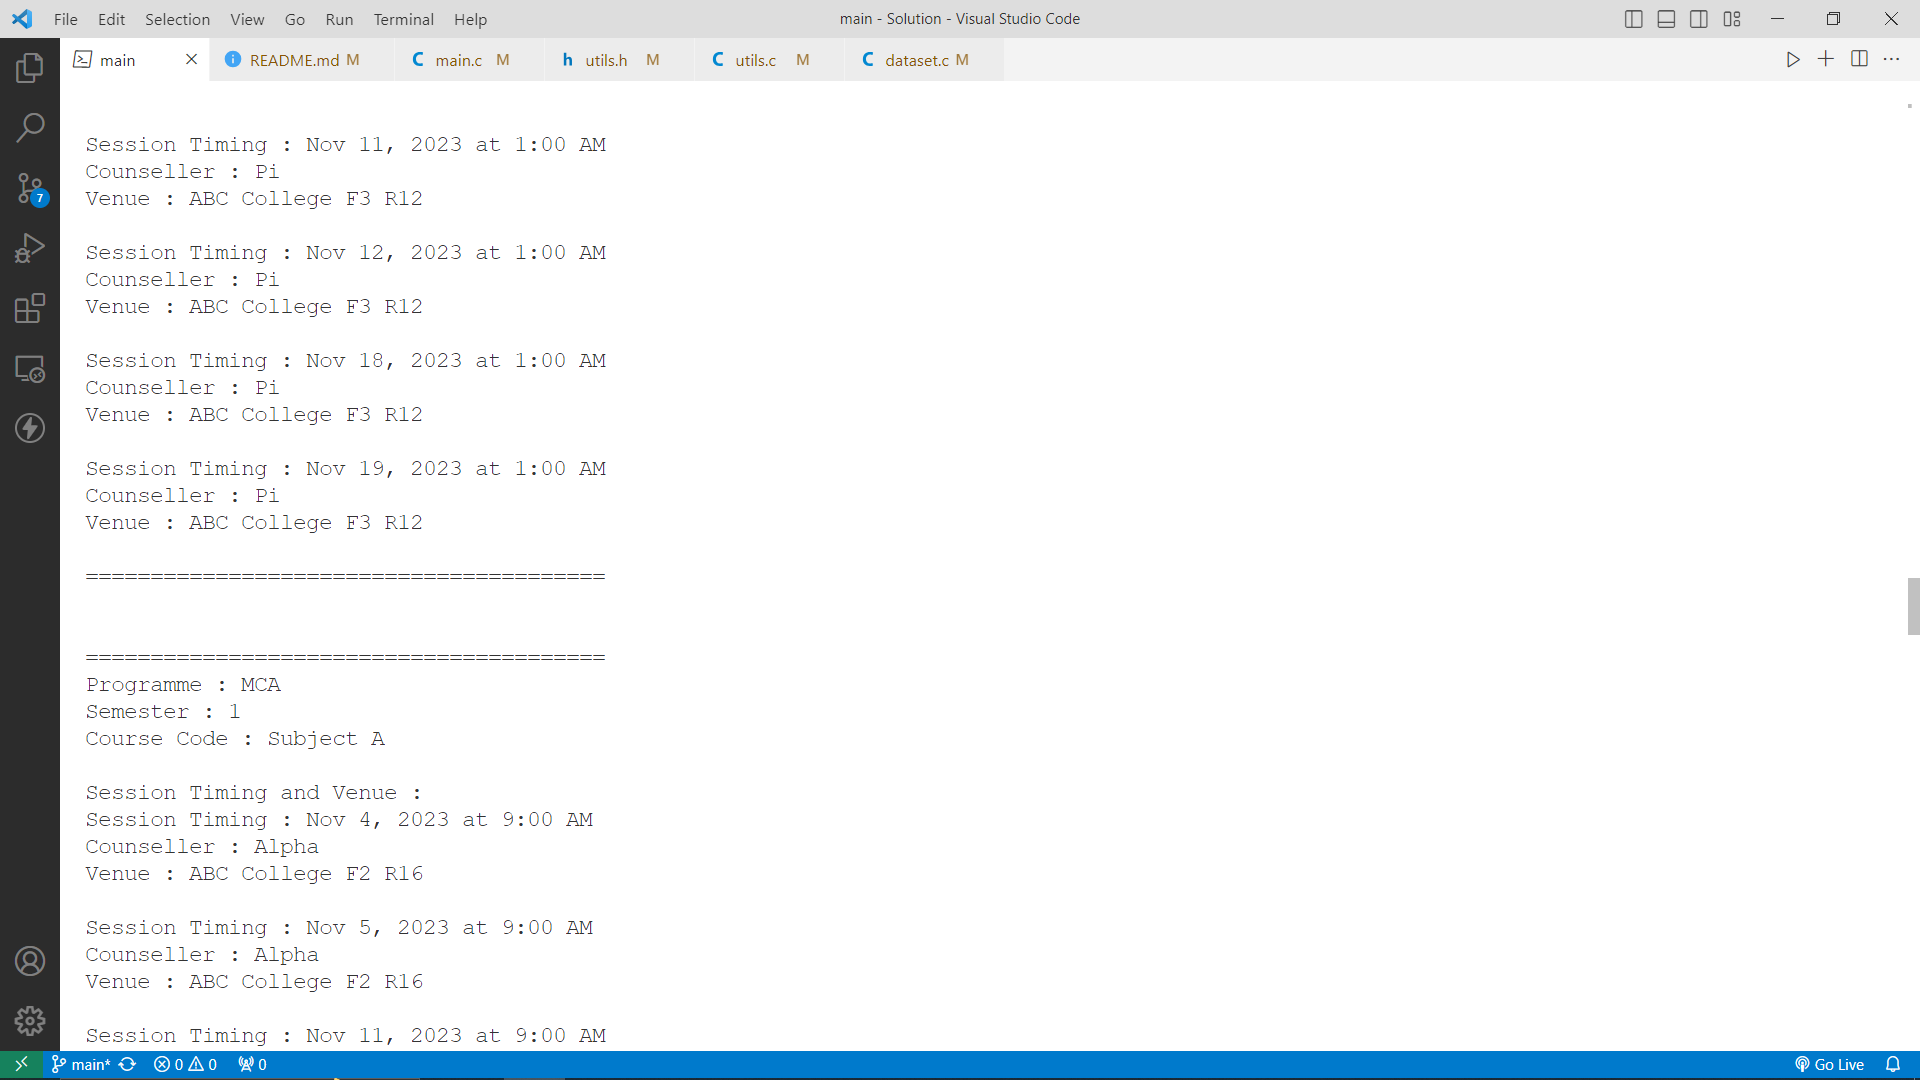 File Edit Selection View Go Run Terminal Help
main - Solution - Visual Studio Code
main README.md M main.c M utils.h M utils.c M dataset.c M
Session Timing : Nov 11, 2023 at 1:00 AM
Counseller : Pi
Venue : ABC College F3 R12
Session Timing : Nov 12, 2023 at 1:00 AM
Counseller : Pi
Venue : ABC College F3 R12
Session Timing : Nov 18, 2023 at 1:00 AM
Counseller : Pi
Venue : ABC College F3 R12
Session Timing : Nov 19, 2023 at 1:00 AM
Counseller : Pi
Venue : ABC College F3 R12
========================================
========================================
Programme : MCA
Semester : 1
Course Code : Subject A
Session Timing and Venue :
Session Timing : Nov 4, 2023 at 9:00 AM
Counseller : Alpha
Venue : ABC College F2 R16
Session Timing : Nov 5, 2023 at 9:00 AM
Counseller : Alpha
Venue : ABC College F2 R16
Session Timing : Nov 11, 2023 at 9:00 AM
7
main* 0 0 0 Go Live